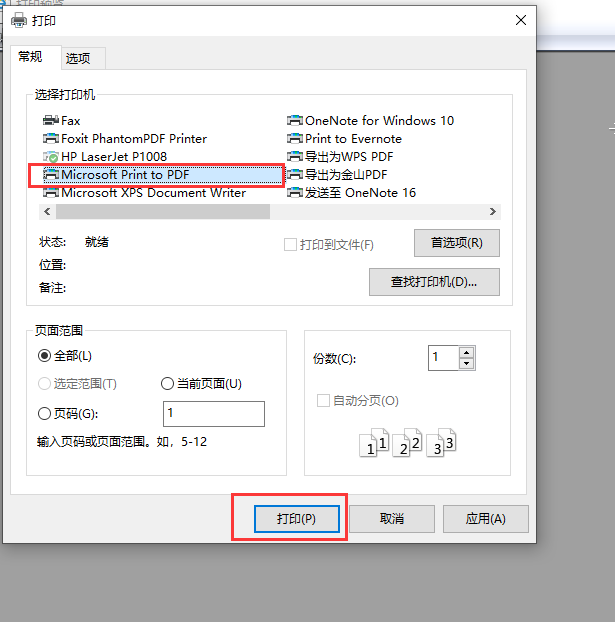 打印预览
打印
常规
选项
选择打印机
Fax
OneNote for Windows 10
Foxit PhantomPDF Printer
Print to Evernote
HP LaserJet P1008
导出为WPS PDF
Microsoft Print to PDF
导出为金山PDF
Microsoft XPS Document Writer
发送至 OneNote 16
状态: 就绪
打印到文件(F)
首选项(R)
位置:
备注:
查找打印机(D)...
页面范围
全部(L)
选定范围(T)
当前页面(U)
页码(G): 1
输入页码或页面范围。如，5-12
份数(C): 1
自动分页(O)
1 1 2 2 3 3
打印(P)
取消
应用(A)